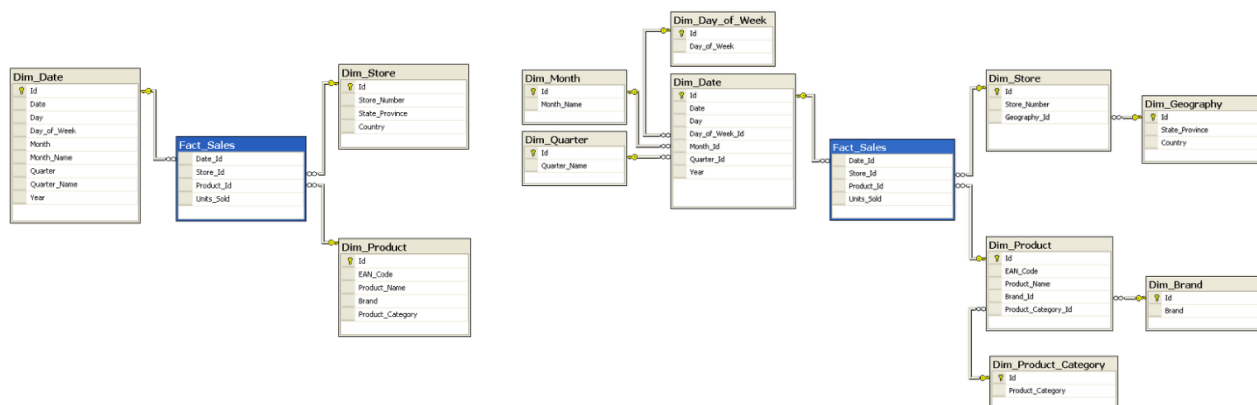 Dim_Date
Id
Date
Day
Day_of_Week
Month
Month_Name
Quarter
Quarter_Name
Year
Fact_Sales
Date_Id
Store_Id
Product_Id
Units_Sold
Dim_Store
Id
Store_Number
State_Province
Country
Dim_Product
Id
EAN_Code
Product_Name
Brand
Product_Category
Dim_Day_of_Week
Id
Day_of_Week
Dim_Month
Id
Month_Name
Dim_Quarter
Id
Quarter_Name
Dim_Date
Id
Date
Day
Day_of_Week_Id
Month_Id
Quarter_Id
Year
Fact_Sales
Date_Id
Store_Id
Product_Id
Units_Sold
Dim_Store
Id
Store_Number
Geography_Id
Dim_Geography
Id
State_Province
Country
Dim_Product
Id
EAN_Code
Product_Name
Brand_Id
Product_Category_Id
Dim_Brand
Id
Brand
Dim_Product_Category
Id
Product_Category